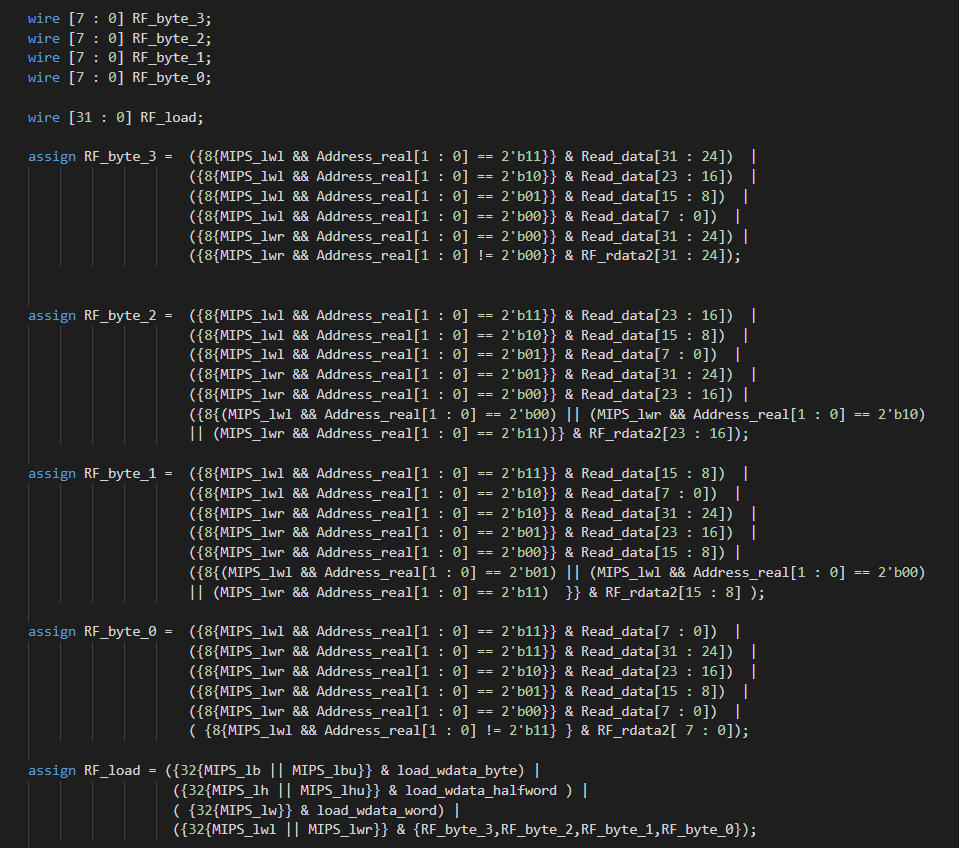 wire [7 : 0] RF_byte_3;
wire [7 : 0] RF_byte_2;
wire [7 : 0] RF_byte_1;
wire [7 : 0] RF_byte_0;
wire [31 : 0] RF_load;
assign RF_byte_3 = ({8{MIPS_lwl && Address_real[1 : 0] == 2'b11}} & Read_data[31 : 24]) |
({8{MIPS_lwl && Address_real[1 : 0] == 2'b10}} & Read_data[23 : 16]) |
({8{MIPS_lwl && Address_real[1 : 0] == 2'b01}} & Read_data[15 : 8]) |
({8{MIPS_lwl && Address_real[1 : 0] == 2'b00}} & Read_data[7 : 0]) |
({8{MIPS_lwr && Address_real[1 : 0] == 2'b00}} & Read_data[31 : 24]) |
({8{MIPS_lwr && Address_real[1 : 0] != 2'b00}} & RF_rdata2[31 : 24]);
assign RF_byte_2 = ({8{MIPS_lwl && Address_real[1 : 0] == 2'b11}} & Read_data[23 : 16]) |
({8{MIPS_lwl && Address_real[1 : 0] == 2'b10}} & Read_data[15 : 8]) |
({8{MIPS_lwl && Address_real[1 : 0] == 2'b01}} & Read_data[7 : 0]) |
({8{MIPS_lwr && Address_real[1 : 0] == 2'b01}} & Read_data[31 : 24]) |
({8{MIPS_lwr && Address_real[1 : 0] == 2'b00}} & Read_data[23 : 16]) |
({8{(MIPS_lwl && Address_real[1 : 0] == 2'b00) || (MIPS_lwr && Address_real[1 : 0] == 2'b10)
|| (MIPS_lwr && Address_real[1 : 0] == 2'b11)}} & RF_rdata2[23 : 16]);
assign RF_byte_1 = ({8{MIPS_lwl && Address_real[1 : 0] == 2'b11}} & Read_data[15 : 8]) |
({8{MIPS_lwl && Address_real[1 : 0] == 2'b10}} & Read_data[7 : 0]) |
({8{MIPS_lwr && Address_real[1 : 0] == 2'b10}} & Read_data[31 : 24]) |
({8{MIPS_lwr && Address_real[1 : 0] == 2'b01}} & Read_data[23 : 16]) |
({8{MIPS_lwr && Address_real[1 : 0] == 2'b00}} & Read_data[15 : 8]) |
({8{(MIPS_lwl && Address_real[1 : 0] == 2'b01) || (MIPS_lwl && Address_real[1 : 0] == 2'b00)
|| (MIPS_lwr && Address_real[1 : 0] == 2'b11)  }} & RF_rdata2[15 : 8] );
assign RF_byte_0 = ({8{MIPS_lwl && Address_real[1 : 0] == 2'b11}} & Read_data[7 : 0]) |
({8{MIPS_lwr && Address_real[1 : 0] == 2'b11}} & Read_data[31 : 24]) |
({8{MIPS_lwr && Address_real[1 : 0] == 2'b10}} & Read_data[23 : 16]) |
({8{MIPS_lwr && Address_real[1 : 0] == 2'b01}} & Read_data[15 : 8]) |
({8{MIPS_lwr && Address_real[1 : 0] == 2'b00}} & Read_data[7 : 0]) |
( {8{MIPS_lwl && Address_real[1 : 0] != 2'b11} } & RF_rdata2[ 7 : 0]);
assign RF_load = ({32{MIPS_lb || MIPS_lbu}} & load_wdata_byte) |
({32{MIPS_lh || MIPS_lhu}} & load_wdata_halfword ) |
( {32{MIPS_lw}} & load_wdata_word) |
({32{MIPS_lwl || MIPS_lwr}} & {RF_byte_3,RF_byte_2,RF_byte_1,RF_byte_0});